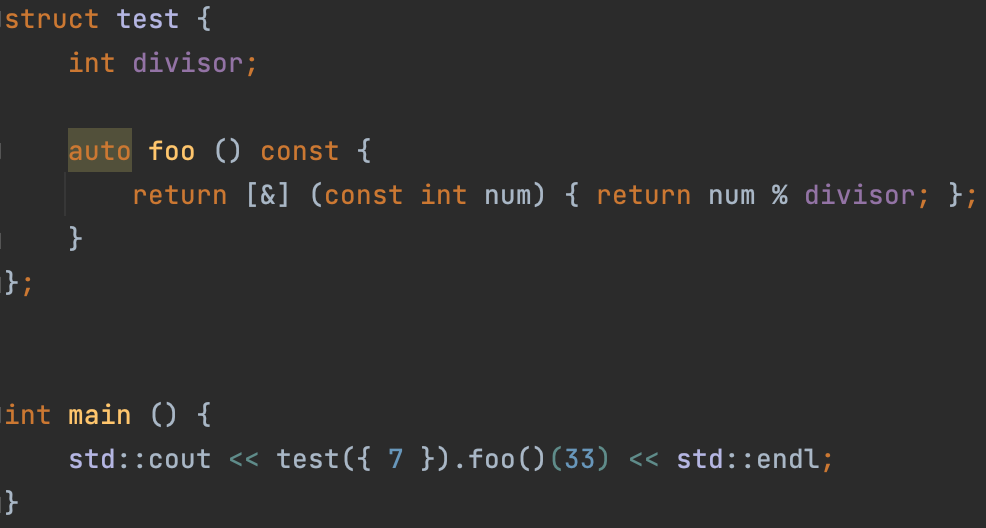 struct test {
    int divisor;

    auto foo () const {
        return [&] (const int num) { return num % divisor; };
    }
};


int main () {
    std::cout << test({ 7 }).foo()(33) << std::endl;
}